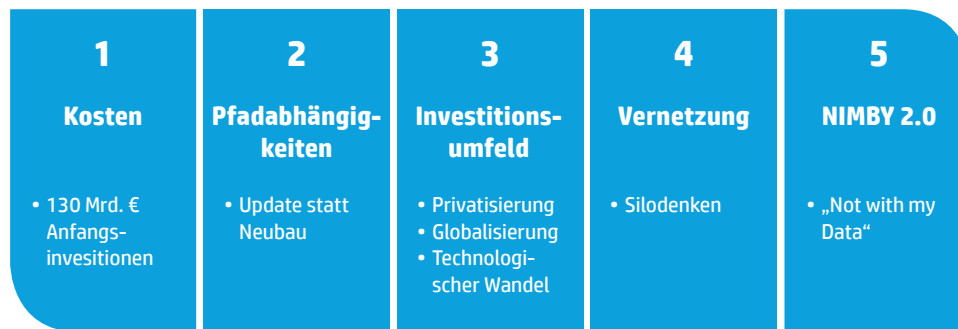 1
Kosten
• 130 Mrd. €
Anfangs-
invesitionen
2
Pfadabhängig-
keiten
• Update statt
Neubau
3
Investitions-
umfeld
• Privatisierung
• Globalisierung
• Technologi-
scher Wandel
4
Vernetzung
• Silodenken
5
NIMBY 2.0
• „Not with my
Data“